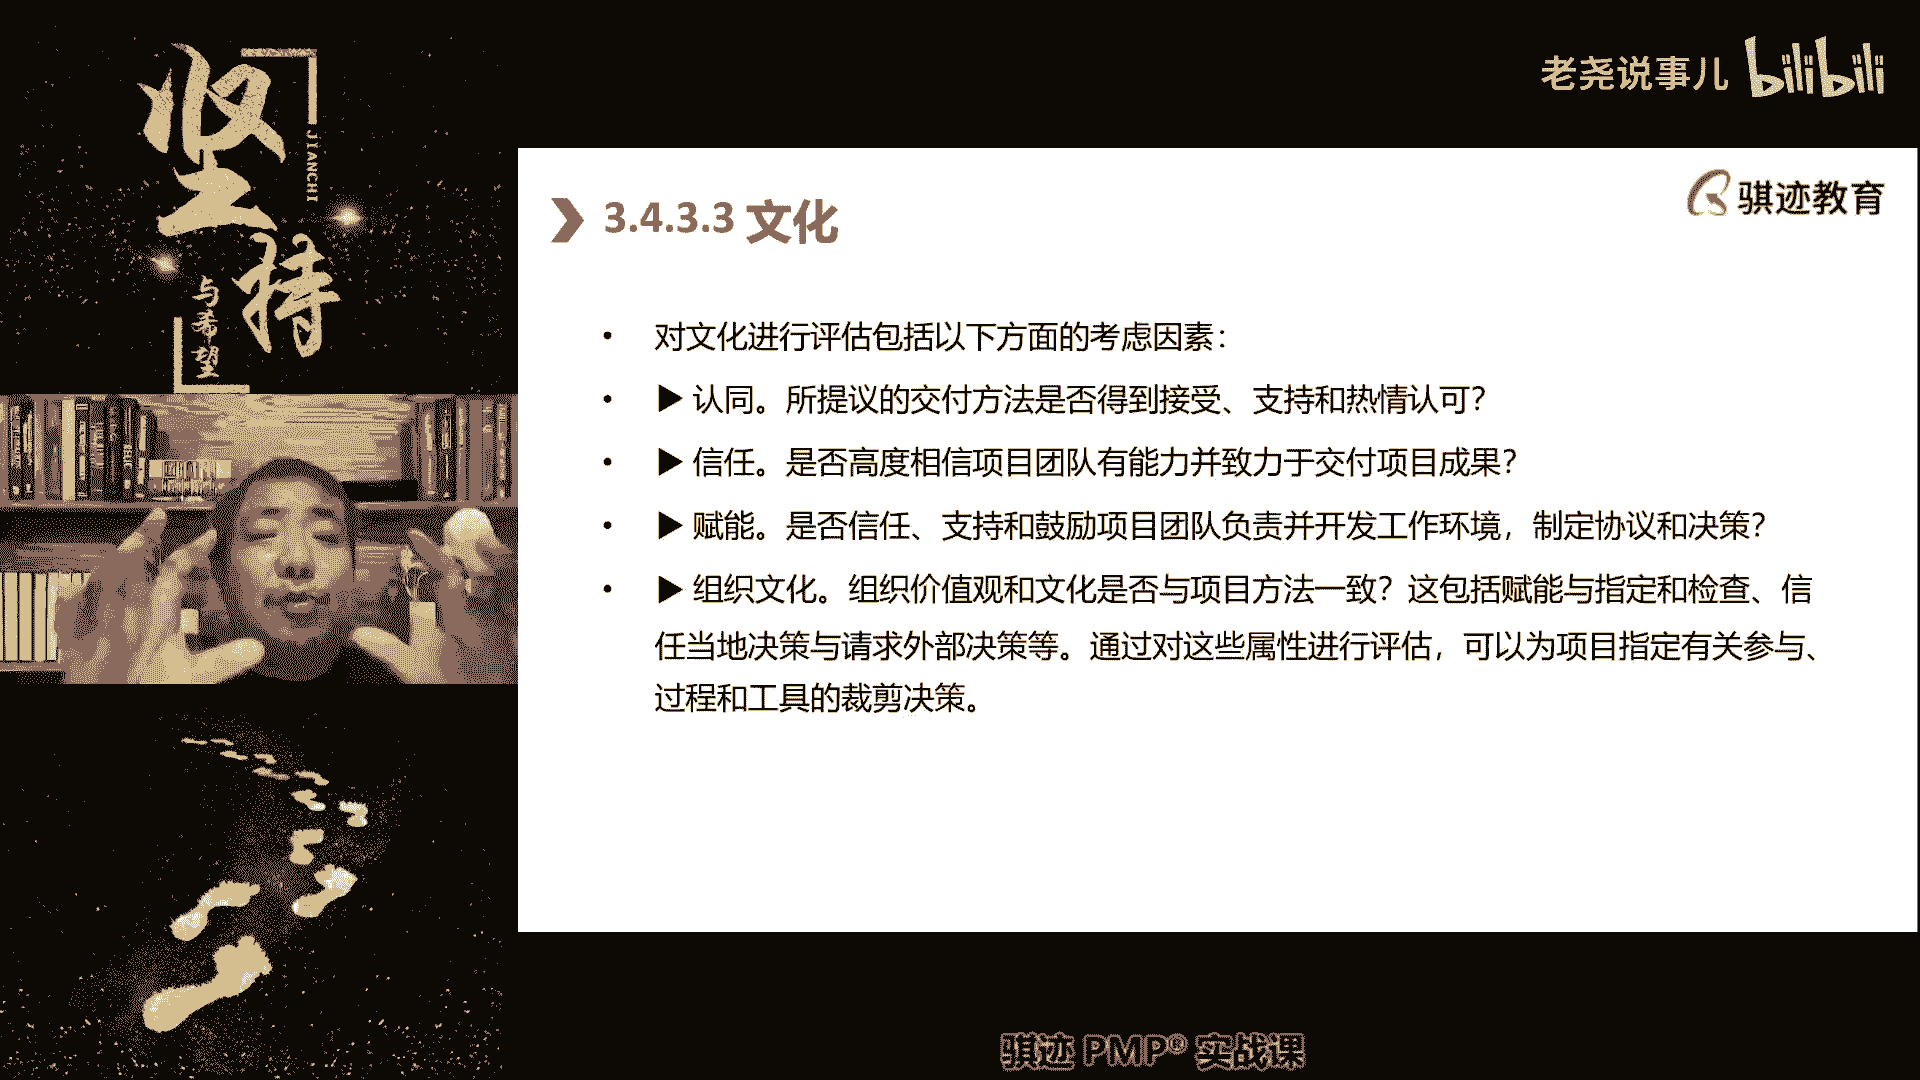 坚持
JIANCHI
与希望
老尧说事儿 bilibili
骐迹教育
3.4.3.3 文化
• 对文化进行评估包括以下方面的考虑因素：
• ▶ 认同。所提议的交付方法是否得到接受、支持和热情认可？
• ▶ 信任。是否高度相信项目团队有能力并致力于交付项目成果？
• ▶ 赋能。是否信任、支持和鼓励项目团队负责并开发工作环境，制定协议和决策？
• ▶ 组织文化。组织价值观和文化是否与项目方法一致？这包括赋能与指定和检查、信
任当地决策与请求外部决策等。通过对这些属性进行评估，可以为项目指定有关参与、
过程和工具的裁剪决策。
骐迹 PMP® 实战课